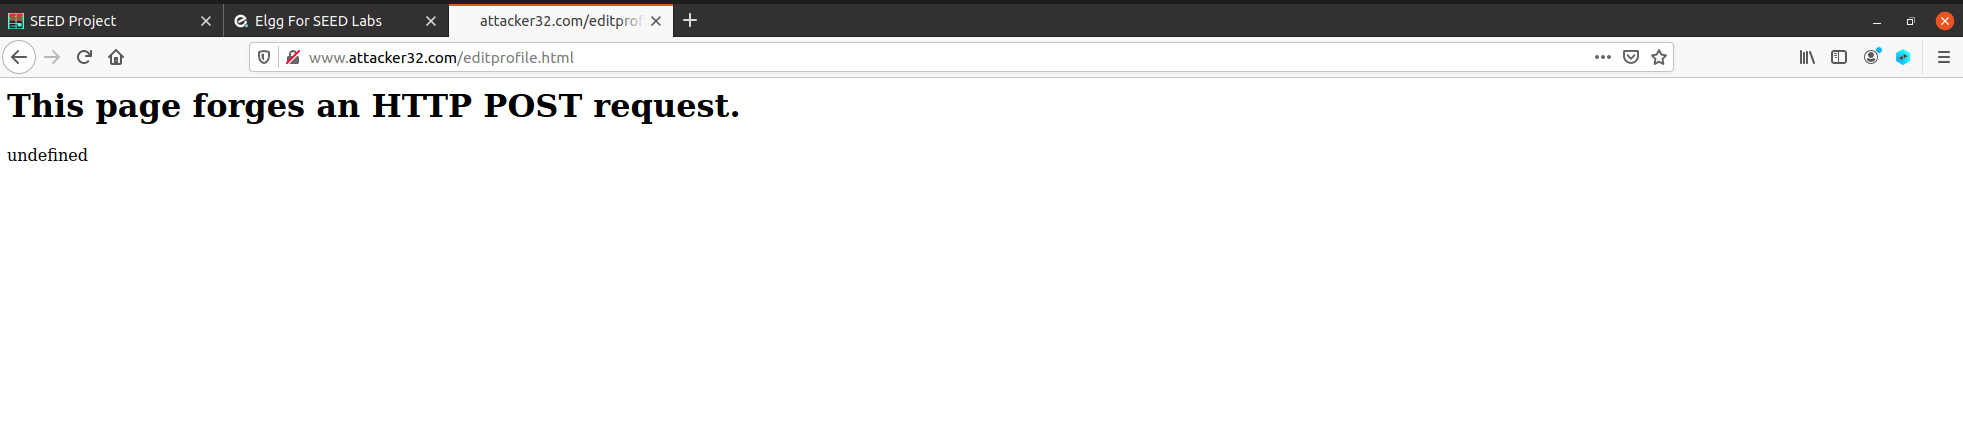 SEED Project
Elgg For SEED Labs
attacker32.com/editprof
www.attacker32.com/editprofile.html
This page forges an HTTP POST request.
undefined